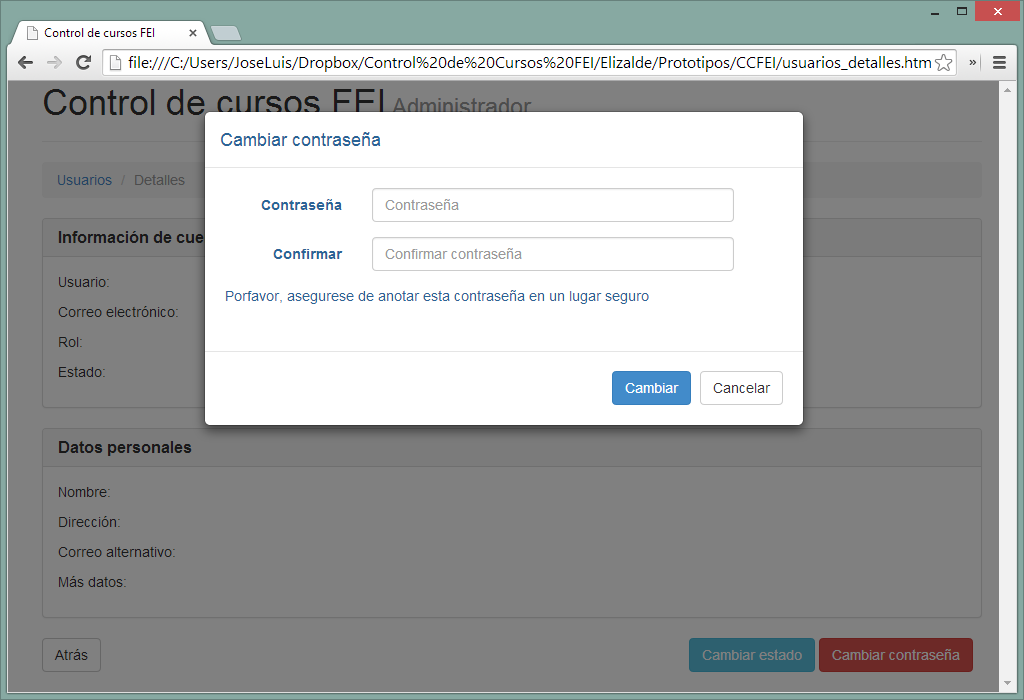 Control de cursos FEI
file:///C:/Users/JoseLuis/Dropbox/Control%20de%20Cursos%20FEI/Elizalde/Prototipos/CCFEI/usuarios_detalles.htm
Control de cursos FEI Administrador
Cambiar contraseña
Usuarios / Detalles
Contraseña Contraseña
Información de cue
Confirmar Confirmar contraseña
Usuario:
Porfavor, asegurese de anotar esta contraseña en un lugar seguro
Correo electrónico:
Rol:
Estado:
Cambiar Cancelar
Datos personales
Nombre:
Dirección:
Correo alternativo:
Más datos:
Atrás Cambiar estado Cambiar contraseña